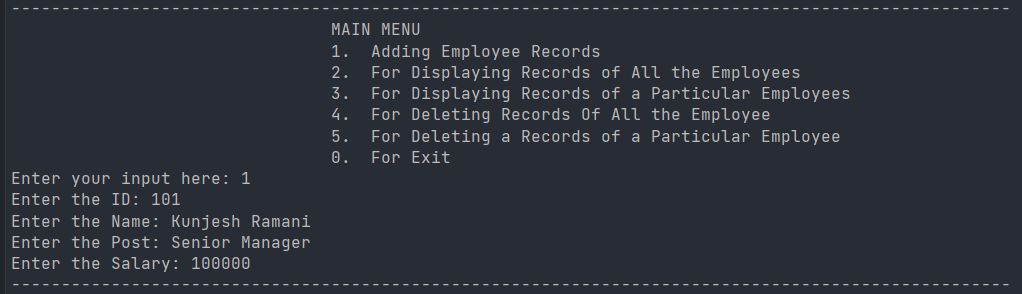 ----------------------------------------------------------------------------------------------------
MAIN MENU
1.  Adding Employee Records
2.  For Displaying Records of All the Employees
3.  For Displaying Records of a Particular Employees
4.  For Deleting Records Of All the Employee
5.  For Deleting a Records of a Particular Employee
0.  For Exit
Enter your input here: 1
Enter the ID: 101
Enter the Name: Kunjesh Ramani
Enter the Post: Senior Manager
Enter the Salary: 100000
----------------------------------------------------------------------------------------------------